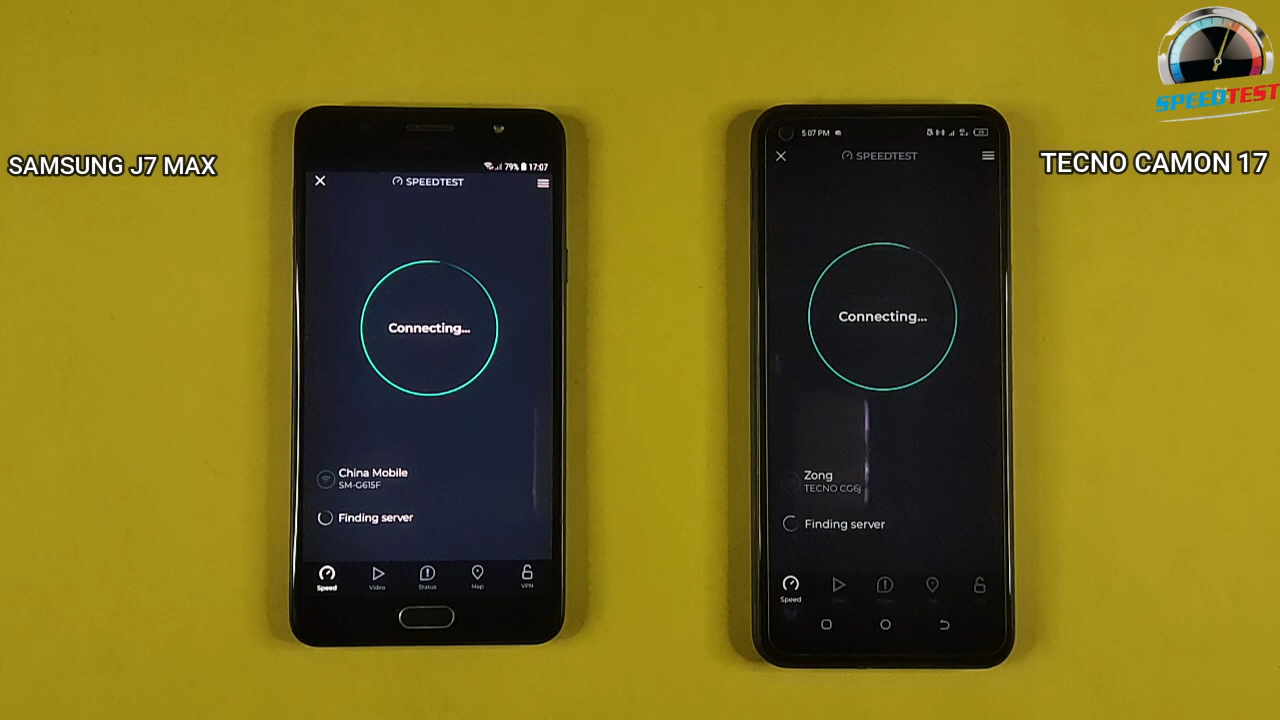 SPEEDTEST
SAMSUNG J7 MAX
TECNO CAMON 17
79% 17:07
SPEEDTEST
Connecting...
China Mobile
SM-G615F
Finding server
Speed Video Status Map VPN
5:07 PM
SPEEDTEST
Connecting...
Zong
TECNO CG6j
Finding server
Speed